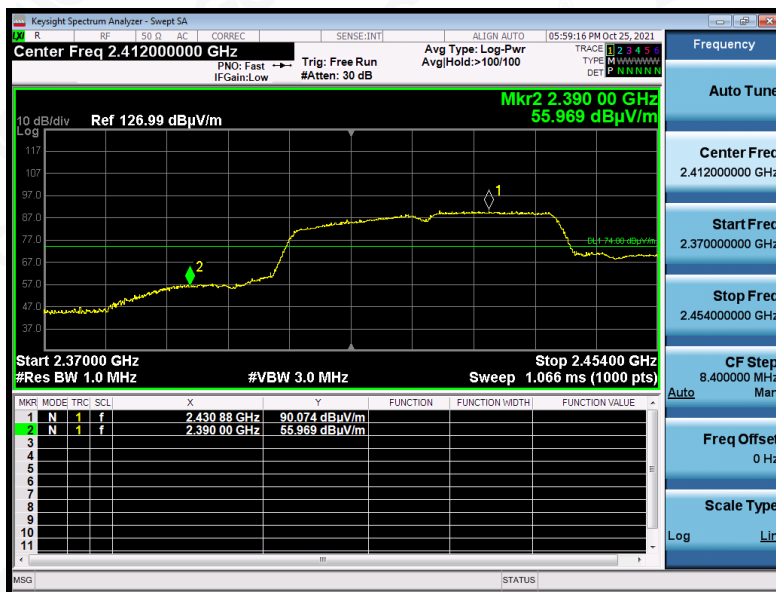 Keysight Spectrum Analyzer - Swept SA
LXI R RF 50 Ω AC CORREC SENSE:INT ALIGN AUTO 05:59:16 PM Oct 25, 2021
Center Freq 2.412000000 GHz
PNO: Fast
IFGain:Low
Trig: Free Run
#Atten: 30 dB
Avg Type: Log-Pwr
Avg|Hold:>100/100
TRACE 1 2 3 4 5 6
TYPE M W W W W W
DET P N N N N N
Mkr2 2.390 00 GHz
55.969 dBµV/m
10 dB/div Ref 126.99 dBµV/m
Log
117
107
97.0
87.0
77.0
67.0
57.0
47.0
37.0
1
2
DL1 74.00 dBµV/m
Start 2.37000 GHz Stop 2.45400 GHz
#Res BW 1.0 MHz #VBW 3.0 MHz Sweep 1.066 ms (1000 pts)
MKR MODE TRC SCL X Y FUNCTION FUNCTION WIDTH FUNCTION VALUE
1 N 1 f 2.430 88 GHz 90.074 dBµV/m
2 N 1 f 2.390 00 GHz 55.969 dBµV/m
3
4
5
6
7
8
9
10
11
MSG STATUS
Frequency
Auto Tune
Center Freq
2.412000000 GHz
Start Freq
2.370000000 GHz
Stop Freq
2.454000000 GHz
CF Step
8.400000 MHz
Auto Man
Freq Offset
0 Hz
Scale Type
Log Lin